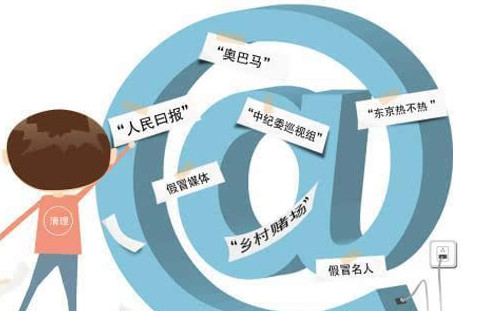 “奥巴马”
“人民曰报”
“中纪委巡视组”
“东京热不热”
假冒媒体
清理
“乡村赌场”
假冒名人